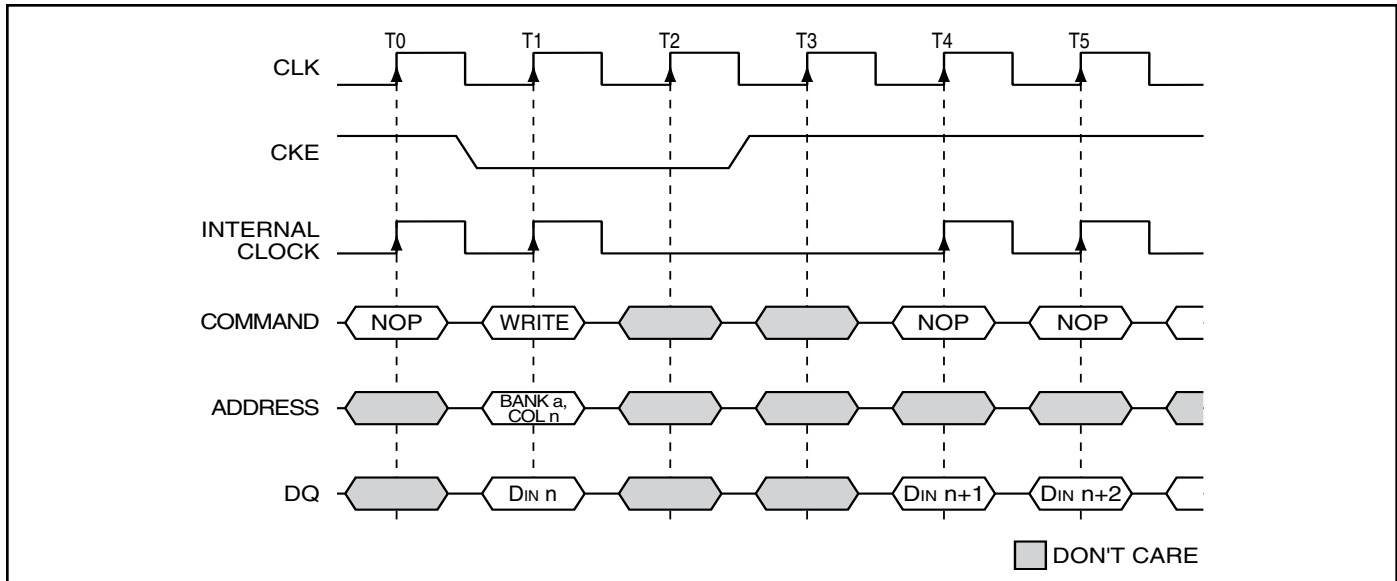 T0 T1 T2 T3 T4 T5
CLK
CKE
INTERNAL
CLOCK
COMMAND NOP WRITE NOP NOP
ADDRESS BANK a,
COL n
DQ DIN n DIN n+1 DIN n+2
DON'T CARE